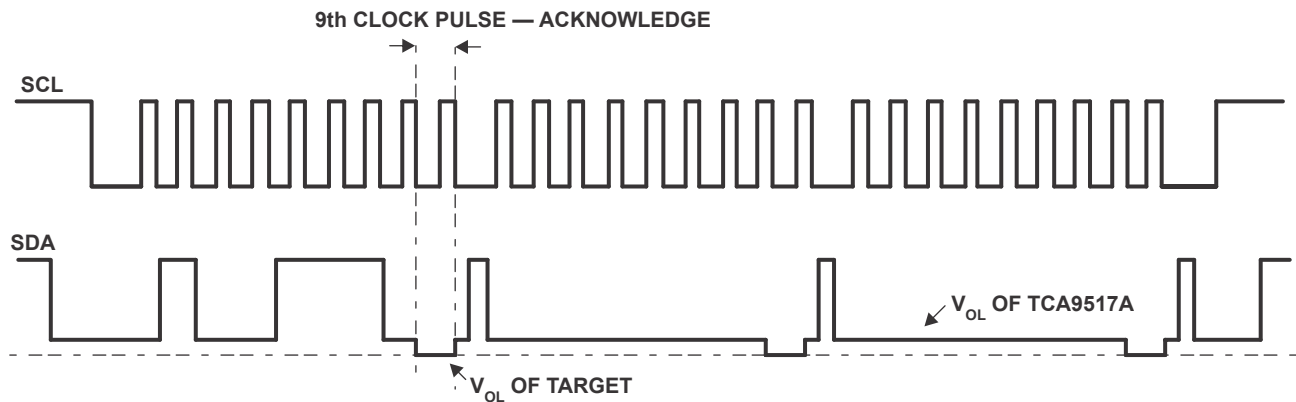 9th CLOCK PULSE — ACKNOWLEDGE
SCL
SDA
VOL OF TCA9517A
VOL OF TARGET